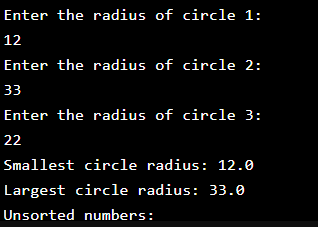 Enter the radius of circle 1:
12
Enter the radius of circle 2:
33
Enter the radius of circle 3:
22
Smallest circle radius: 12.0
Largest circle radius: 33.0
Unsorted numbers: